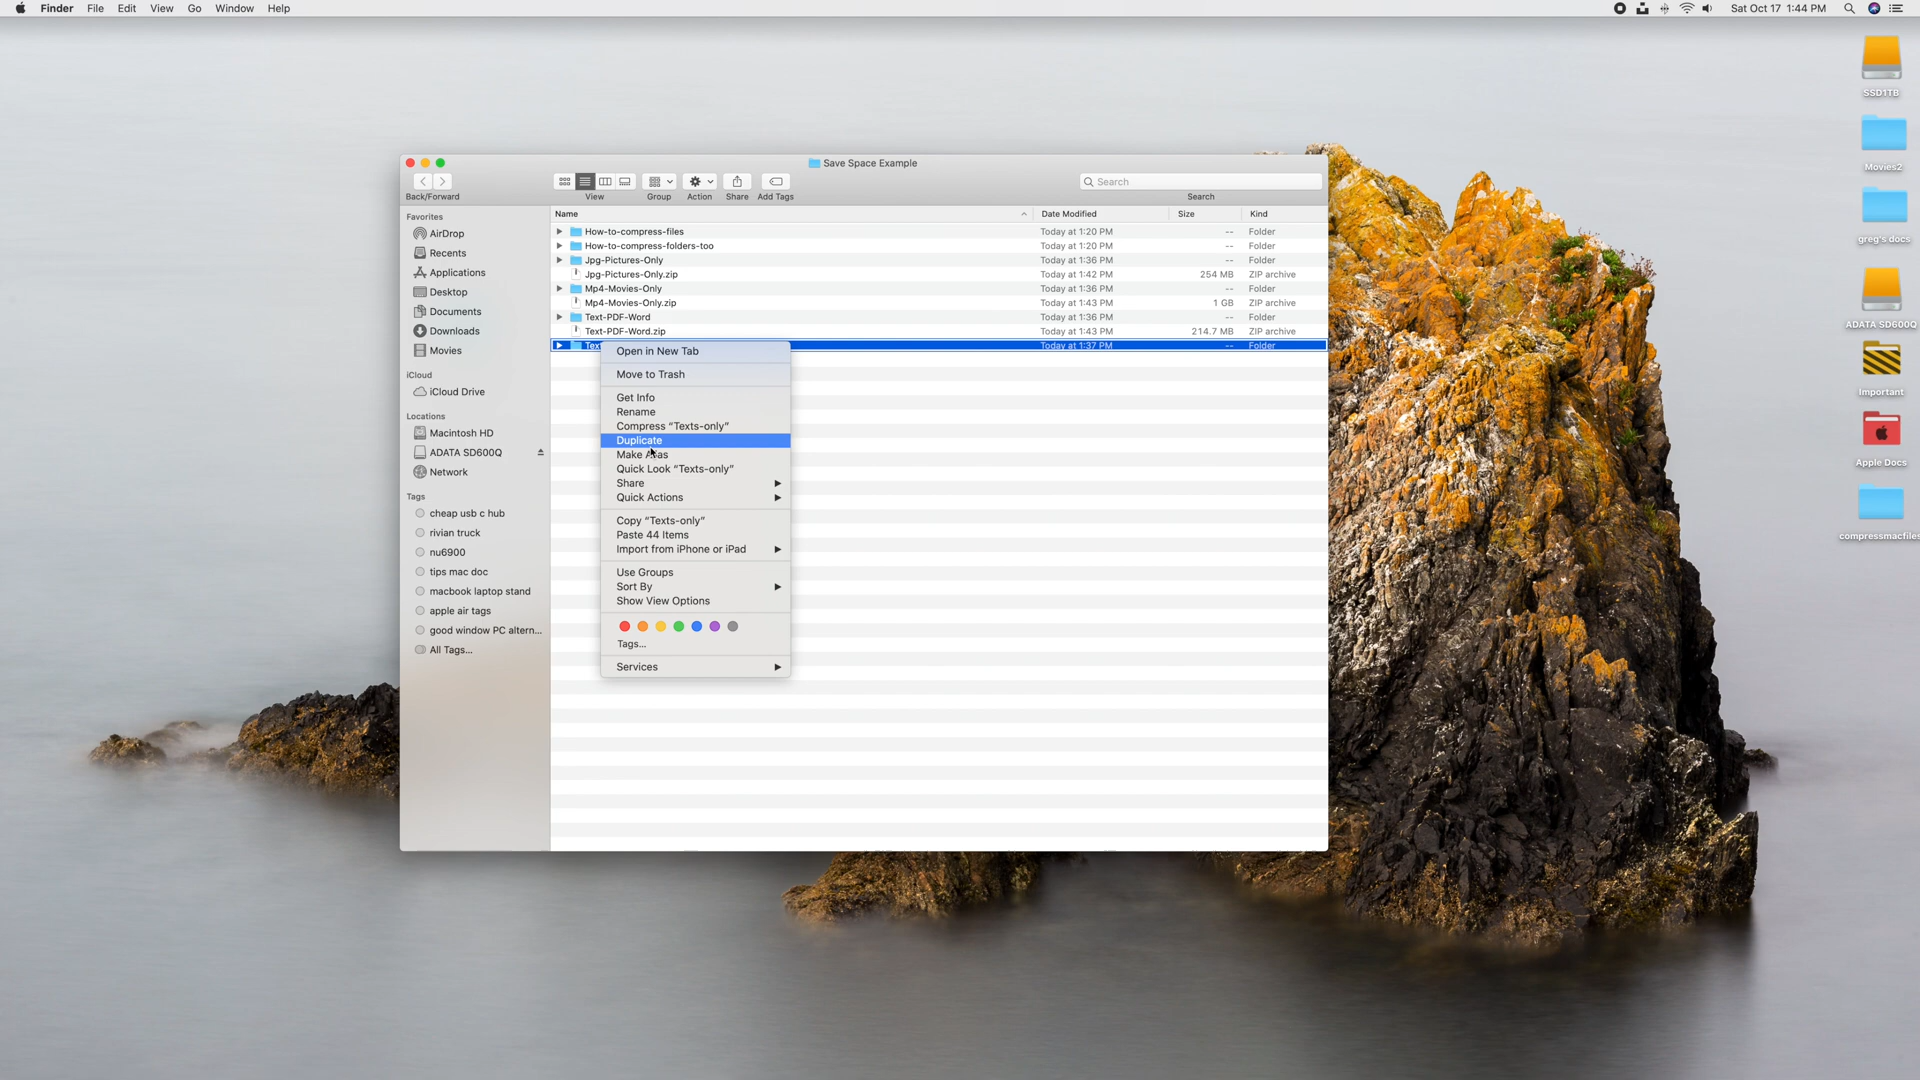 Finder File Edit View Go Window Help Sat Oct 17 1:44 PM
SSD1TB
Movies2
greg's docs
ADATA SD600Q
Important
Apple Docs
compressmacfiles
Save Space Example
Search
Back/Forward View Group Action Share Add Tags Search
Favorites
AirDrop
Recents
Applications
Desktop
Documents
Downloads
Movies
iCloud
iCloud Drive
Locations
Macintosh HD
ADATA SD600Q
Network
Tags
cheap usb c hub
rivian truck
nu6900
tips mac doc
macbook laptop stand
apple air tags
good window PC altern...
All Tags...
Name Date Modified Size Kind
How-to-compress-files Today at 1:20 PM -- Folder
How-to-compress-folders-too Today at 1:20 PM -- Folder
Jpg-Pictures-Only Today at 1:36 PM -- Folder
Jpg-Pictures-Only.zip Today at 1:42 PM 254 MB ZIP archive
Mp4-Movies-Only Today at 1:36 PM -- Folder
Mp4-Movies-Only.zip Today at 1:43 PM 1 GB ZIP archive
Text-PDF-Word Today at 1:36 PM -- Folder
Text-PDF-Word.zip Today at 1:43 PM 214.7 MB ZIP archive
Today at 1:37 PM -- Folder
Open in New Tab
Move to Trash
Get Info
Rename
Compress “Texts-only”
Duplicate
Make
Quick Look “Texts-only”
Share
Quick Actions
Copy “Texts-only”
Paste 44 Items
Import from iPhone or iPad
Use Groups
Sort By
Show View Options
Tags...
Services